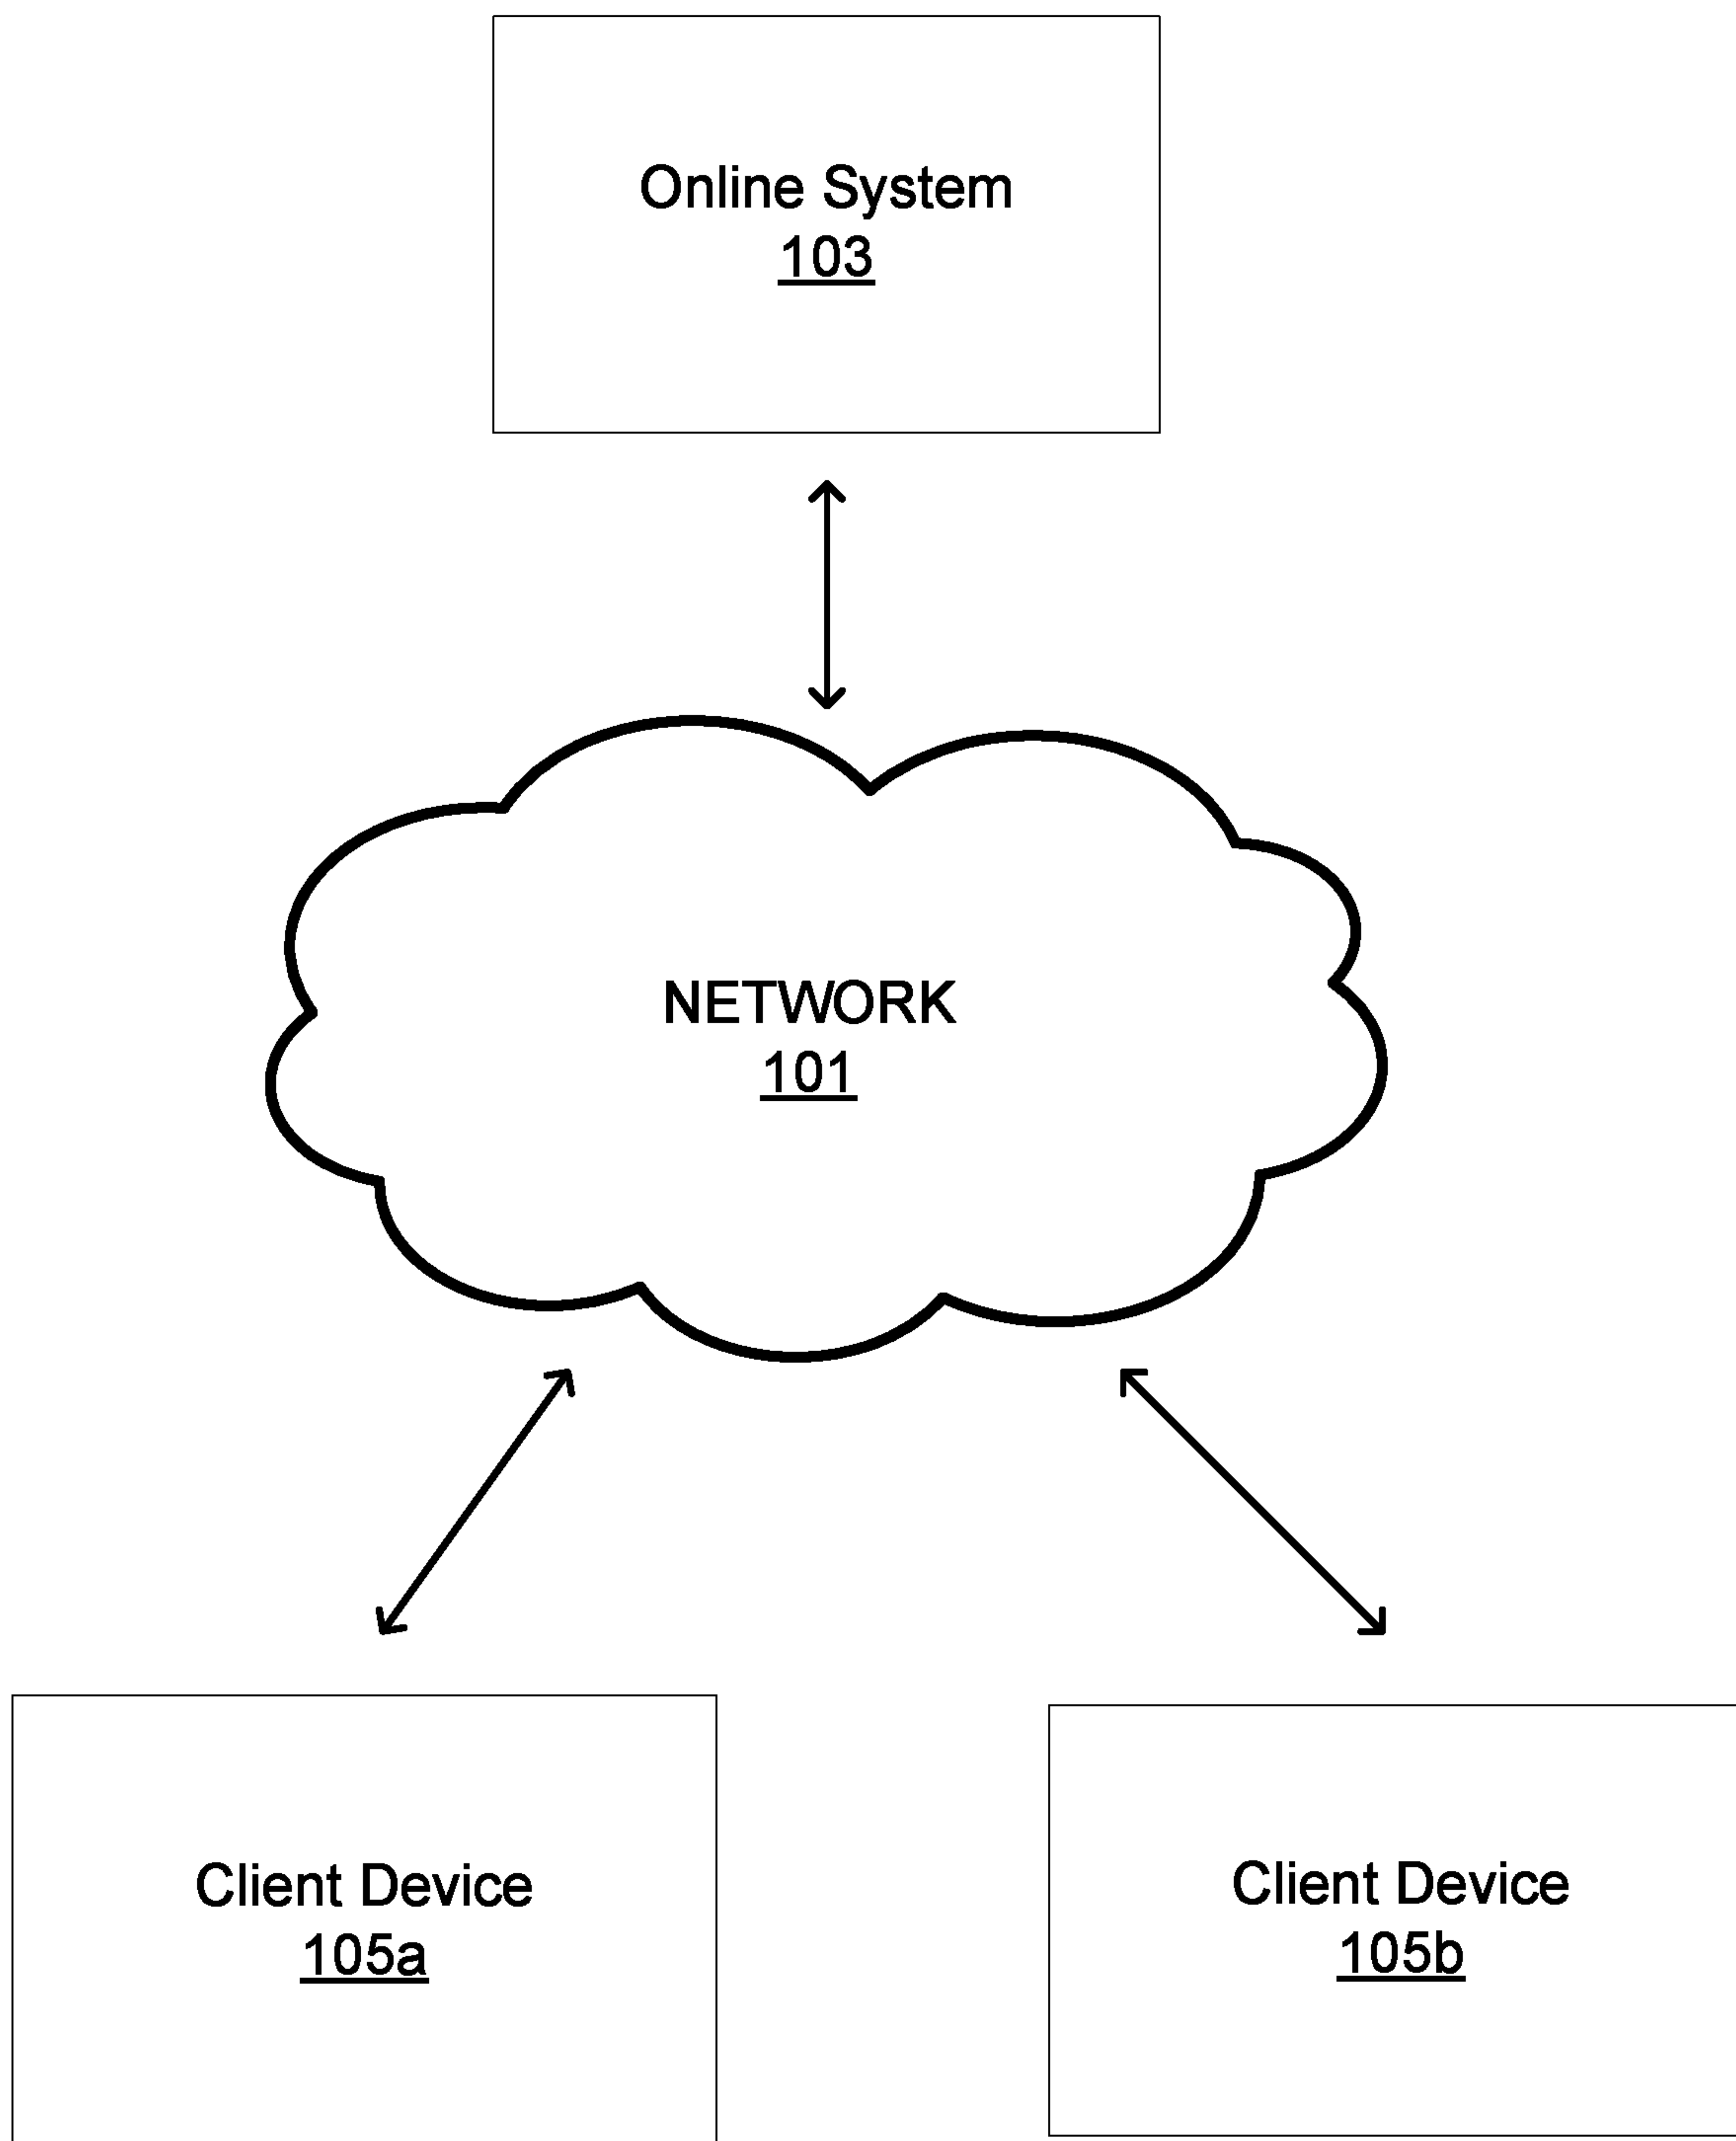 Online System
103
NETWORK
101
Client Device
105a
Client Device
105b